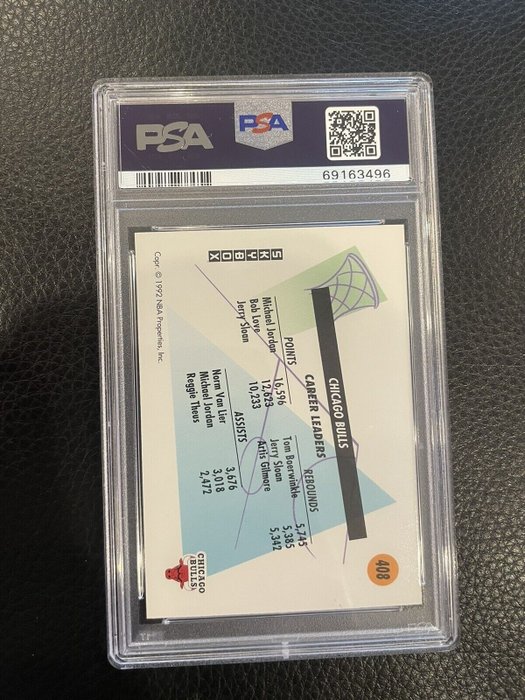 PSA
PSA
69163496
408
CHICAGO BULLS
CAREER LEADERS
POINTS
Michael Jordan 16,596
Bob Love 12,623
Jerry Sloan 10,233
REBOUNDS
Tom Boerwinkle 5,745
Jerry Sloan 5,385
Artis Gilmore 5,342
ASSISTS
Norm Van Lier 3,676
Michael Jordan 3,018
Reggie Theus 2,472
SKYBOX
CHICAGO
BULLS
Copr. © 1992 NBA Properties, Inc.